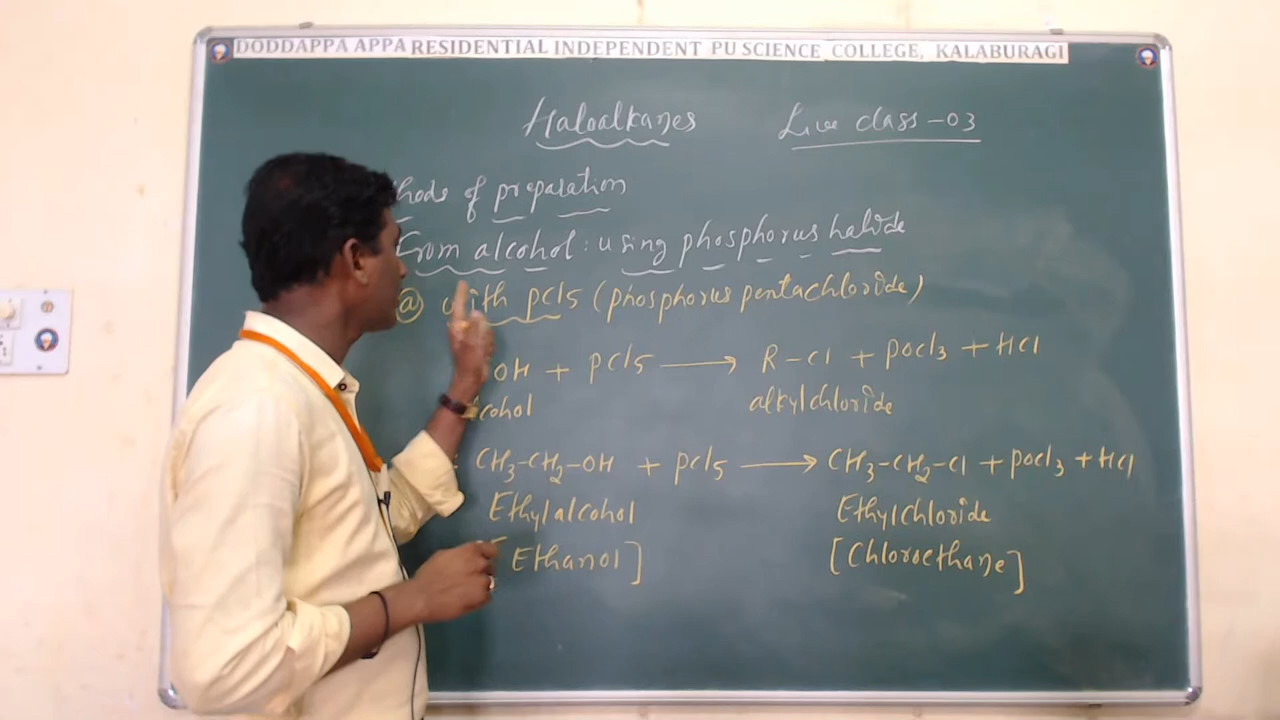 DODDAPPA APPA RESIDENTIAL INDEPENDENT PU SCIENCE COLLEGE, KALABURAGI
Haloalkanes Live class - 03
hods of preparation
From alcohol : using phosphorus halide
(a) with pcl5 (phosphorus pentachloride)
OH + pcl5 ⟶ R-Cl + pocl3 + HCl
cohol alkylchloride
: CH3-CH2-OH + pcl5 ⟶ CH3-CH2-Cl + pocl3 + HCl
Ethylalcohol Ethylchloride
[Ethanol] [Chloroethane]